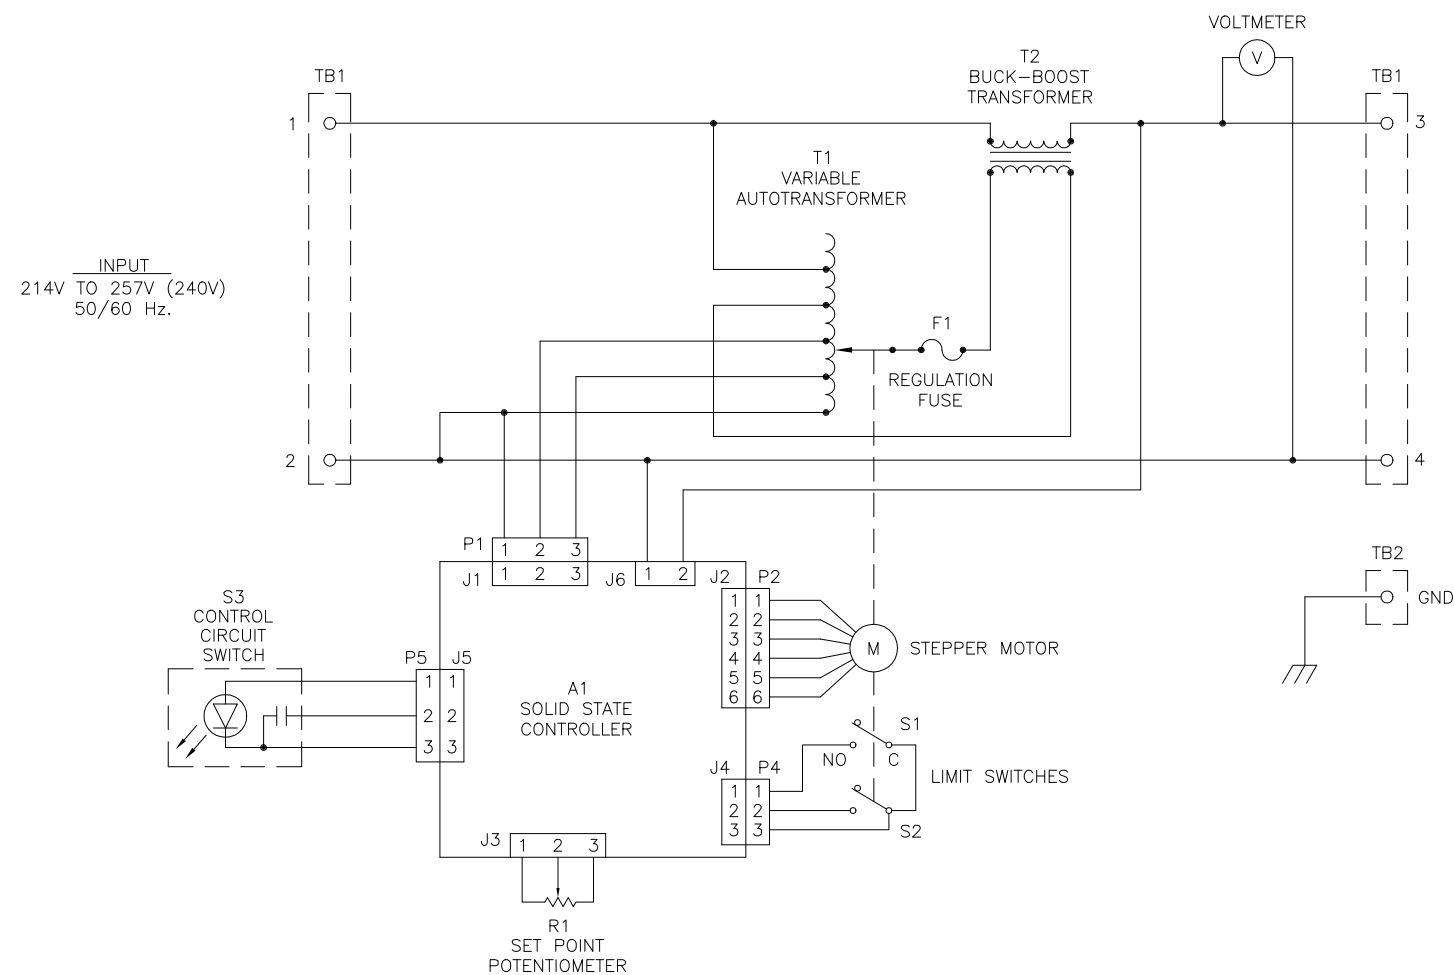 VOLTMETER
V
T2
BUCK-BOOST
TRANSFORMER
TB1
TB1
1
3
T1
VARIABLE
AUTOTRANSFORMER
INPUT
214V TO 257V (240V)
50/60 Hz.
F1
REGULATION
FUSE
2
4
P1
1 2 3
J1
1 2 3
J6
1 2
J2 P2
1 1
2 2
3 3
4 4
5 5
6 6
M
STEPPER MOTOR
TB2
GND
S3
CONTROL
CIRCUIT
SWITCH
P5 J5
1 1
2 2
3 3
A1
SOLID STATE
CONTROLLER
S1
NO C
LIMIT SWITCHES
S2
J4 P4
1 1
2 2
3 3
J3
1 2 3
R1
SET POINT
POTENTIOMETER